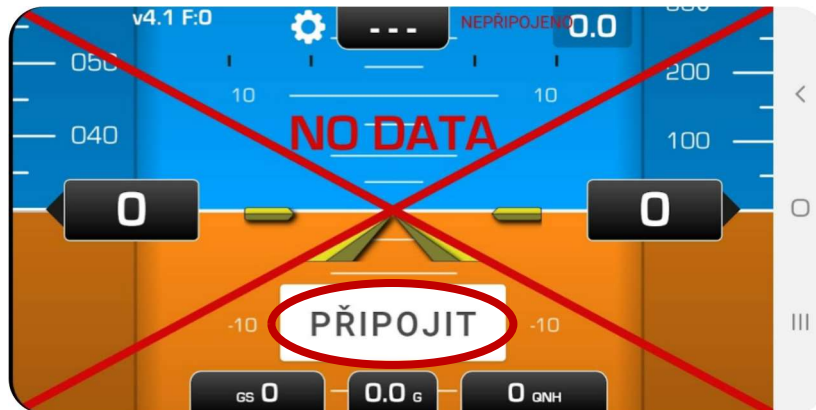 v4.1 F:0
- - -
NEPŘIPOJENO
0.0
050
200
10
10
NO DATA
040
100
0
0
-10
PŘIPOJIT
-10
GS 0
0.0 G
0 QNH